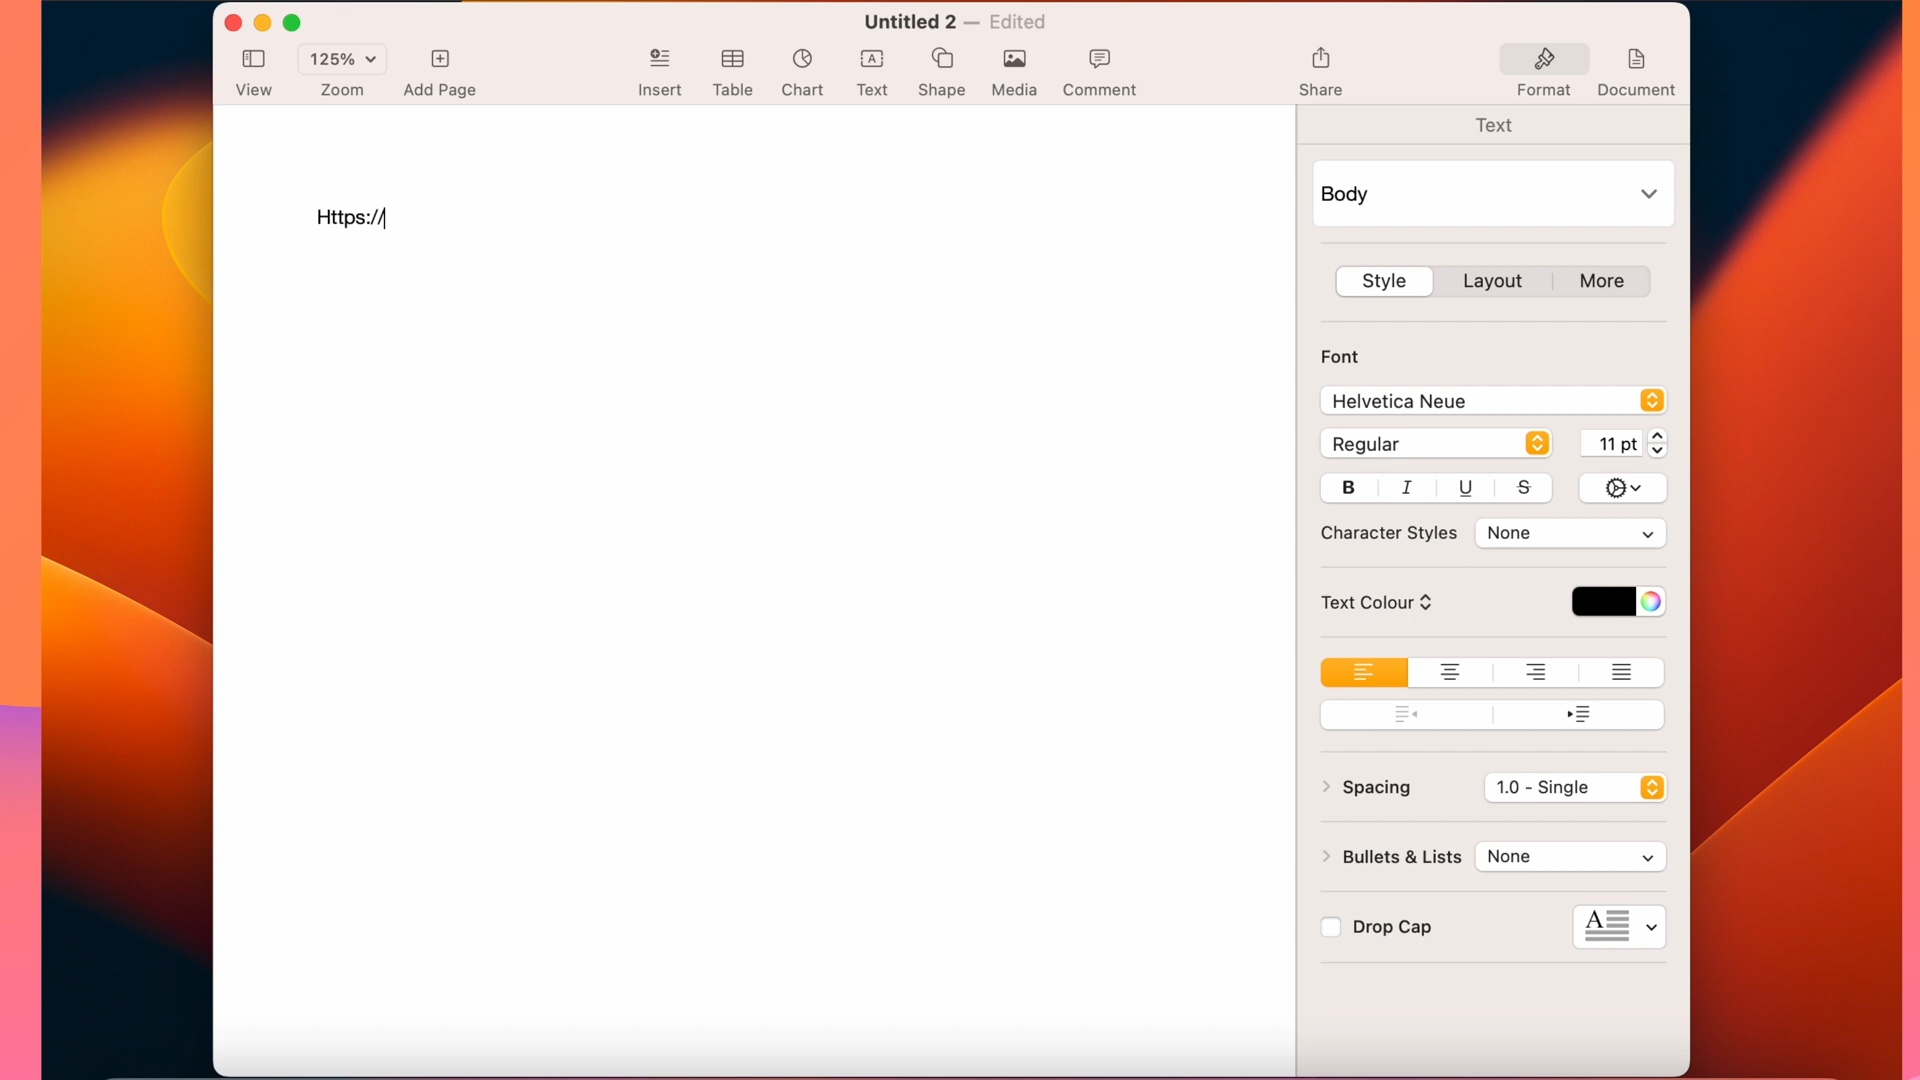 Untitled 2 — Edited
View
125%
Zoom
Add Page
Insert
Table
Chart
Text
Shape
Media
Comment
Share
Format
Document
Https://
Text
Body
Style Layout More
Font
Helvetica Neue
Regular 11 pt
B I U S
Character Styles None
Text Colour
Spacing 1.0 - Single
Bullets & Lists None
Drop Cap A